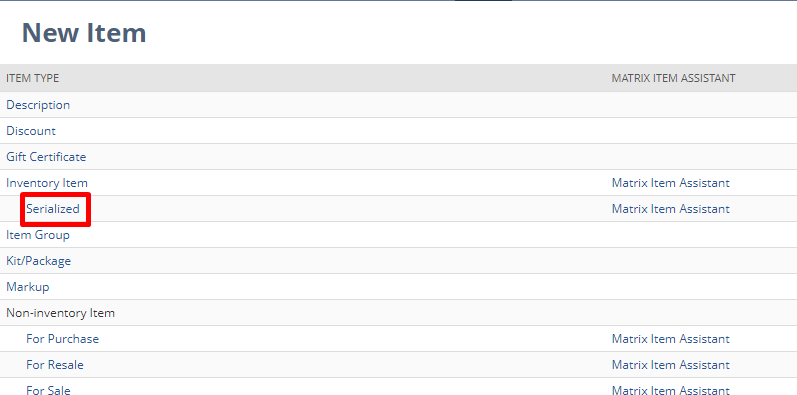 New Item
ITEM TYPE MATRIX ITEM ASSISTANT
Description
Discount
Gift Certificate
Inventory Item Matrix Item Assistant
Serialized Matrix Item Assistant
Item Group
Kit/Package
Markup
Non-inventory Item
For Purchase Matrix Item Assistant
For Resale Matrix Item Assistant
For Sale Matrix Item Assistant